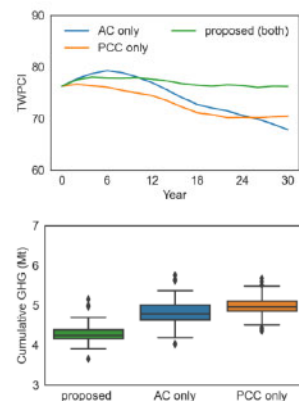 90
AC only
proposed (both)
PCC only
80
TWPCI
70
60
0
6
12
18
24
30
Year
7
6
Cumulative GHG (Mt)
5
4
3
proposed
AC only
PCC only